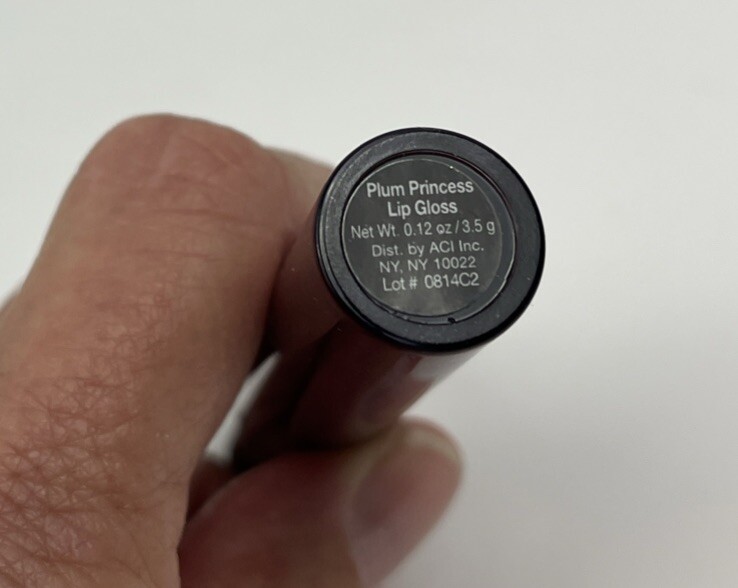 Plum Princess
Lip Gloss
Net Wt. 0.12 oz / 3.5 g
Dist. by ACI Inc.
NY, NY 10022
Lot # 0814C2